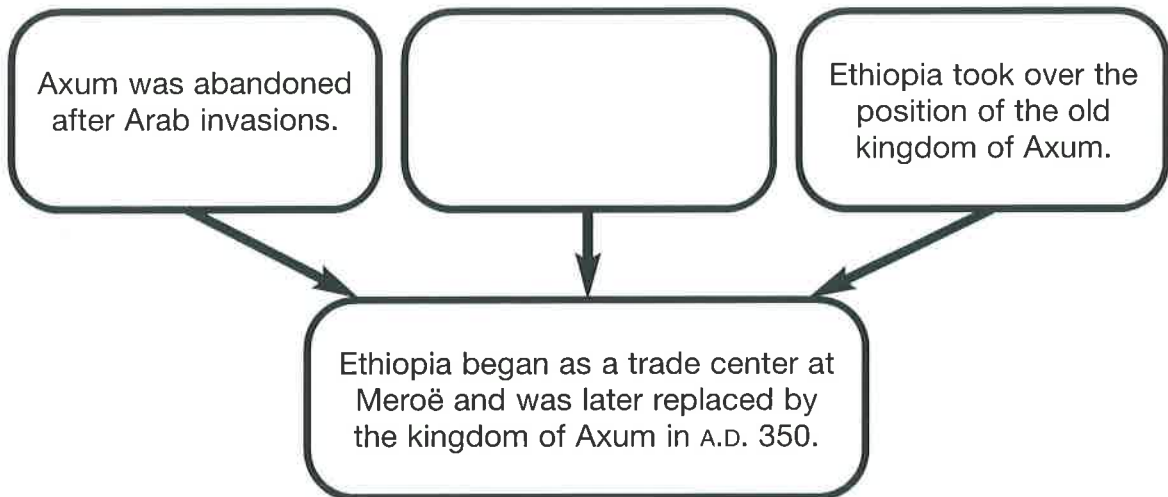 Axum was abandoned
after Arab invasions.
Ethiopia took over the
position of the old
kingdom of Axum.
Ethiopia began as a trade center at
Meroë and was later replaced by
the kingdom of Axum in A.D. 350.